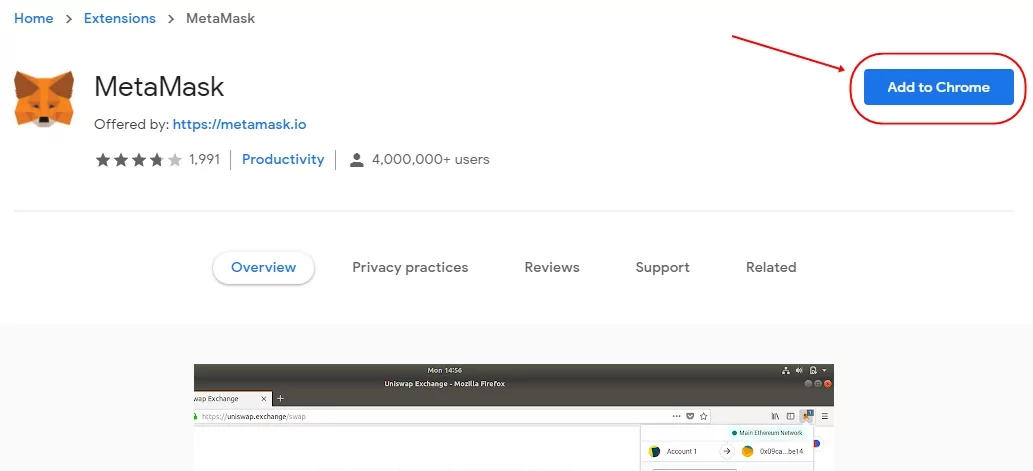 Home > Extensions > MetaMask
MetaMask
Add to Chrome
Offered by: https://metamask.io
1,991 Productivity 4,000,000+ users
Overview Privacy practices Reviews Support Related
Mon 14:56
Uniswap Exchange - Mozilla Firefox
wap Exchange × +
https://uniswap.exchange/swap
Main Ethereum Network
Account 1 0x09ca...be14